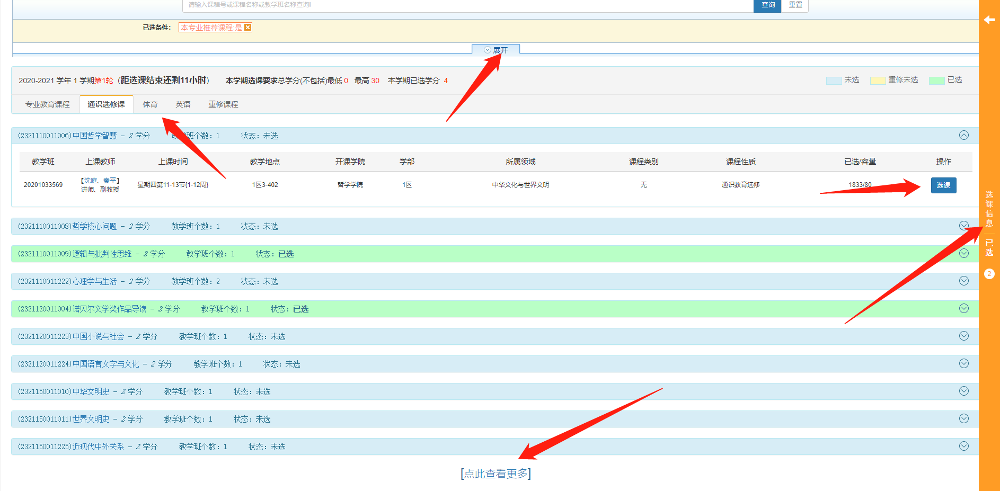 请输入课程号或课程名称或教学班名称查询! 查询 重置
已选条件： 本专业推荐课程:是
展开
2020-2021 学年 1 学期第1轮（距选课结束还剩11小时） 本学期选课要求总学分(不包括)最低 0 最高 30 本学期已选学分 4 未选 重修未选 已选
专业教育课程 通识选修课 体育 英语 重修课程
(2321110011006)中国哲学智慧 - 2 学分 教学班个数：1 状态：未选
教学班 上课教师 上课时间 教学地点 开课学院 学部 所属领域 课程类别 课程性质 已选/容量 操作
20201033569 【沈庭、秦平】 星期四第11-13节{1-12周} 1区3-402 哲学学院 1区 中华文化与世界文明 无 通识教育选修 1833/80 选课
讲师、副教授
(2321110011008)哲学核心问题 - 2 学分 教学班个数：1 状态：未选
(2321110011009)逻辑与批判性思维 - 2 学分 教学班个数：1 状态：已选
(2321110011222)心理学与生活 - 2 学分 教学班个数：2 状态：未选
(2321120011004)诺贝尔文学奖作品导读 - 2 学分 教学班个数：1 状态：已选
(2321120011223)中国小说与社会 - 2 学分 教学班个数：1 状态：未选
(2321120011224)中国语言文字与文化 - 2 学分 教学班个数：1 状态：未选
(2321150011010)中华文明史 - 2 学分 教学班个数：1 状态：未选
(2321150011011)世界文明史 - 2 学分 教学班个数：1 状态：未选
(2321150011225)近现代中外关系 - 2 学分 教学班个数：1 状态：未选
[点此查看更多]
选课信息
已选
2